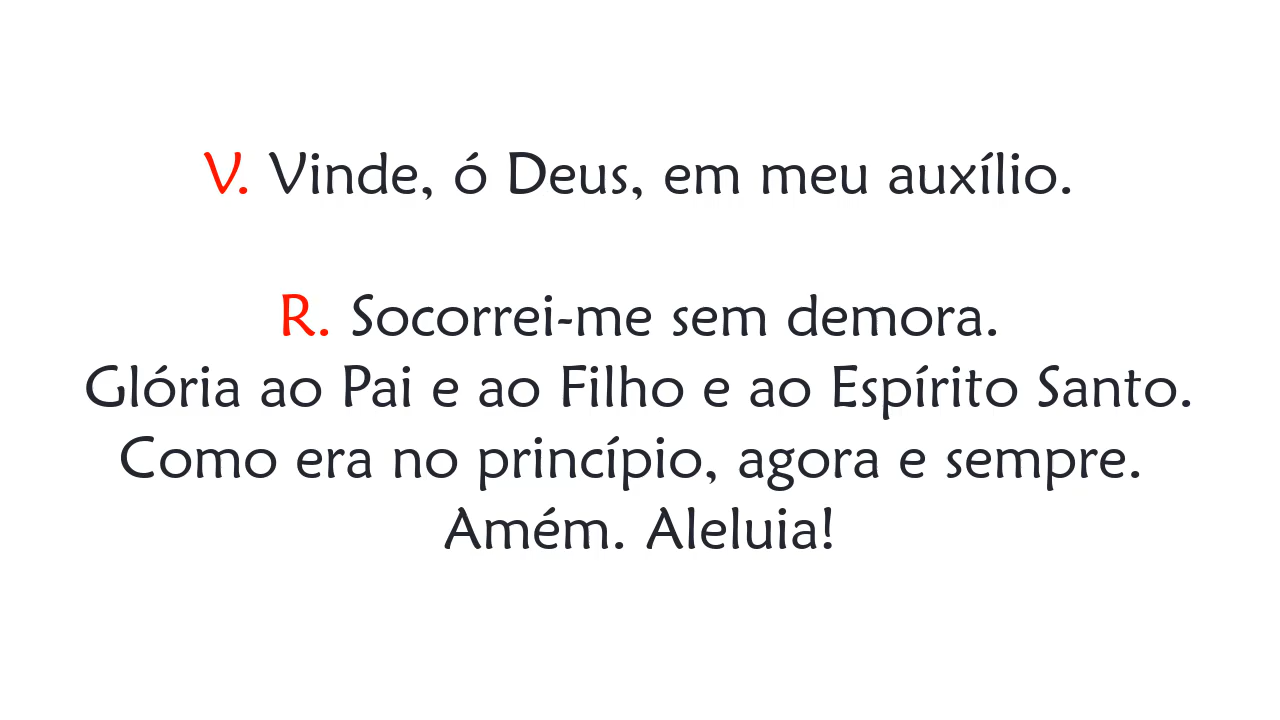 V. Vinde, ó Deus, em meu auxílio.
R. Socorrei-me sem demora.
Glória ao Pai e ao Filho e ao Espírito Santo.
Como era no princípio, agora e sempre.
Amém. Aleluia!